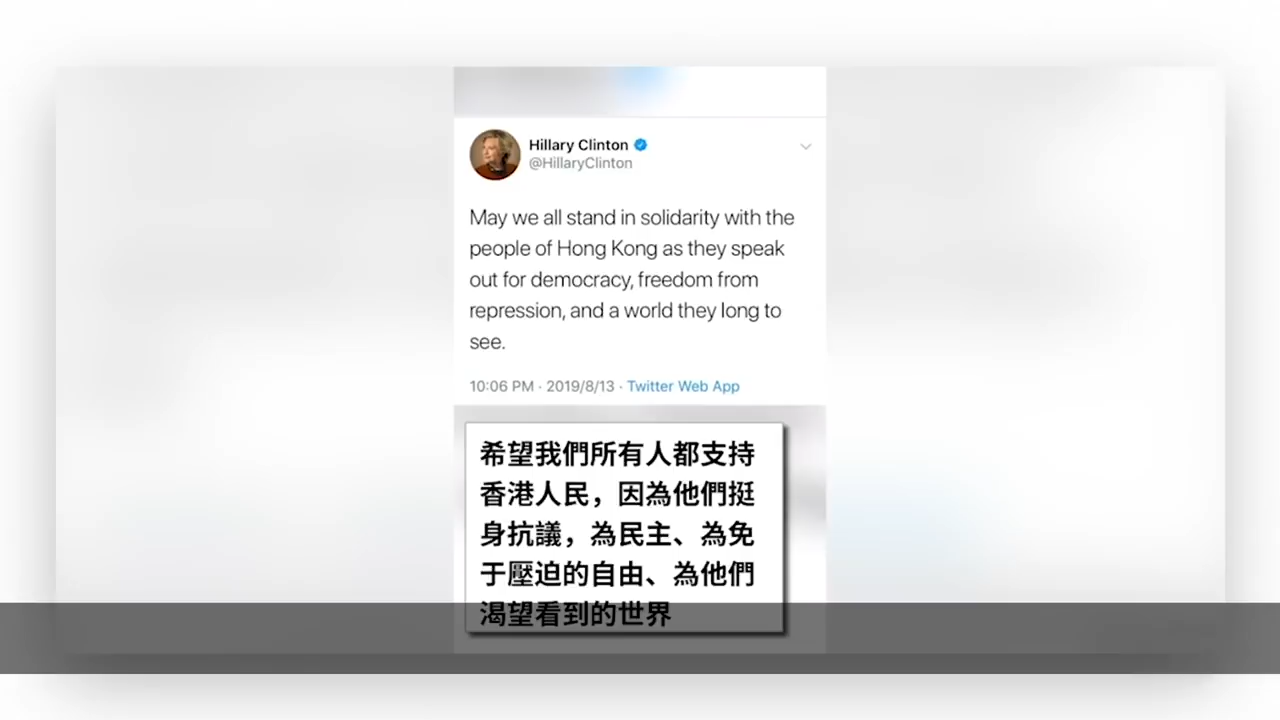 Hillary Clinton
@HillaryClinton
May we all stand in solidarity with the
people of Hong Kong as they speak
out for democracy, freedom from
repression, and a world they long to
see.
10:06 PM · 2019/8/13 · Twitter Web App
希望我們所有人都支持
香港人民，因為他們挺
身抗議，為民主、為免
于壓迫的自由、為他們
渴望看到的世界